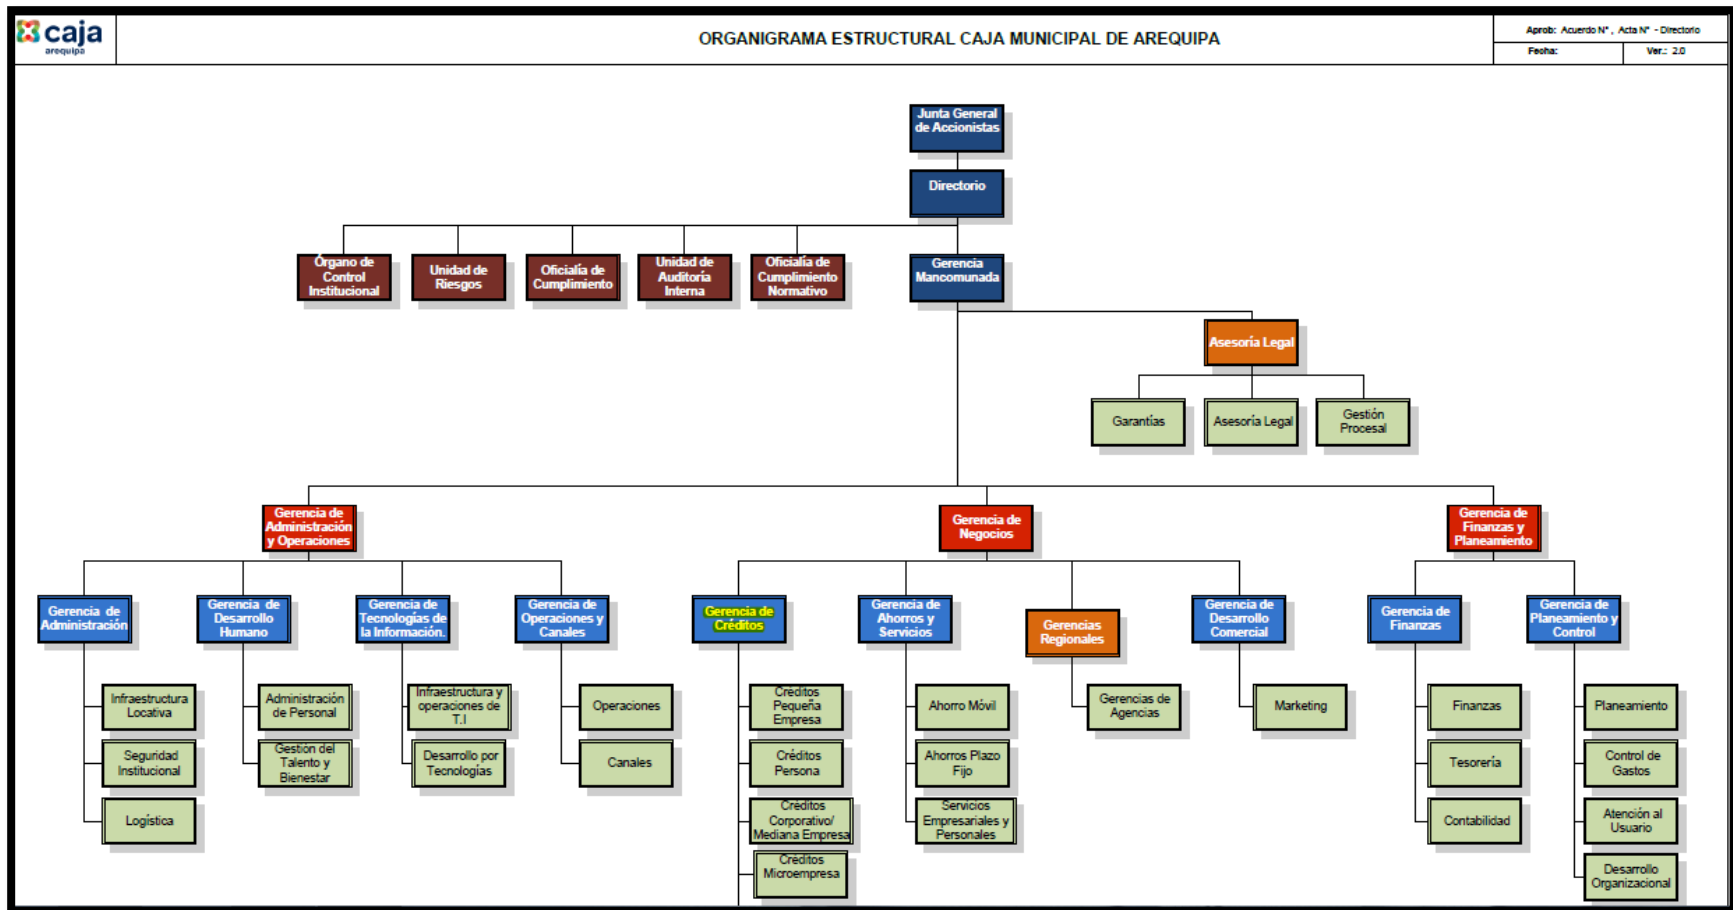 caja
arequipa
ORGANIGRAMA ESTRUCTURAL CAJA MUNICIPAL DE AREQUIPA
Aprob: Acuerdo N° , Acta N° - Directorio
Fecha:
Ver.: 2.0
Junta General
de Accionistas
Directorio
Órgano de
Control
Institucional
Unidad de
Riesgos
Oficialía de
Cumplimiento
Unidad de
Auditoría
Interna
Oficialía de
Cumplimiento
Normativo
Gerencia
Mancomunada
Asesoría Legal
Garantías
Asesoría Legal
Gestión
Procesal
Gerencia de
Administración
y Operaciones
Gerencia de
Negocios
Gerencia de
Finanzas y
Planeamiento
Gerencia de
Administración
Gerencia de
Desarrollo
Humano
Gerencia de
Tecnologías de
la Información.
Gerencia de
Operaciones y
Canales
Gerencia de
Créditos
Gerencia de
Ahorros y
Servicios
Gerencias
Regionales
Gerencia de
Desarrollo
Comercial
Gerencia de
Finanzas
Gerencia de
Planeamiento y
Control
Infraestructura
Locativa
Administración
de Personal
Infraestructura y
operaciones de
T.I
Operaciones
Créditos
Pequeña
Empresa
Ahorro Móvil
Gerencias de
Agencias
Marketing
Finanzas
Planeamiento
Seguridad
Institucional
Gestión del
Talento y
Bienestar
Desarrollo por
Tecnologías
Canales
Créditos
Persona
Ahorros Plazo
Fijo
Tesorería
Control de
Gastos
Logística
Créditos
Corporativo/
Mediana Empresa
Servicios
Empresariales y
Personales
Contabilidad
Atención al
Usuario
Créditos
Microempresa
Desarrollo
Organizacional